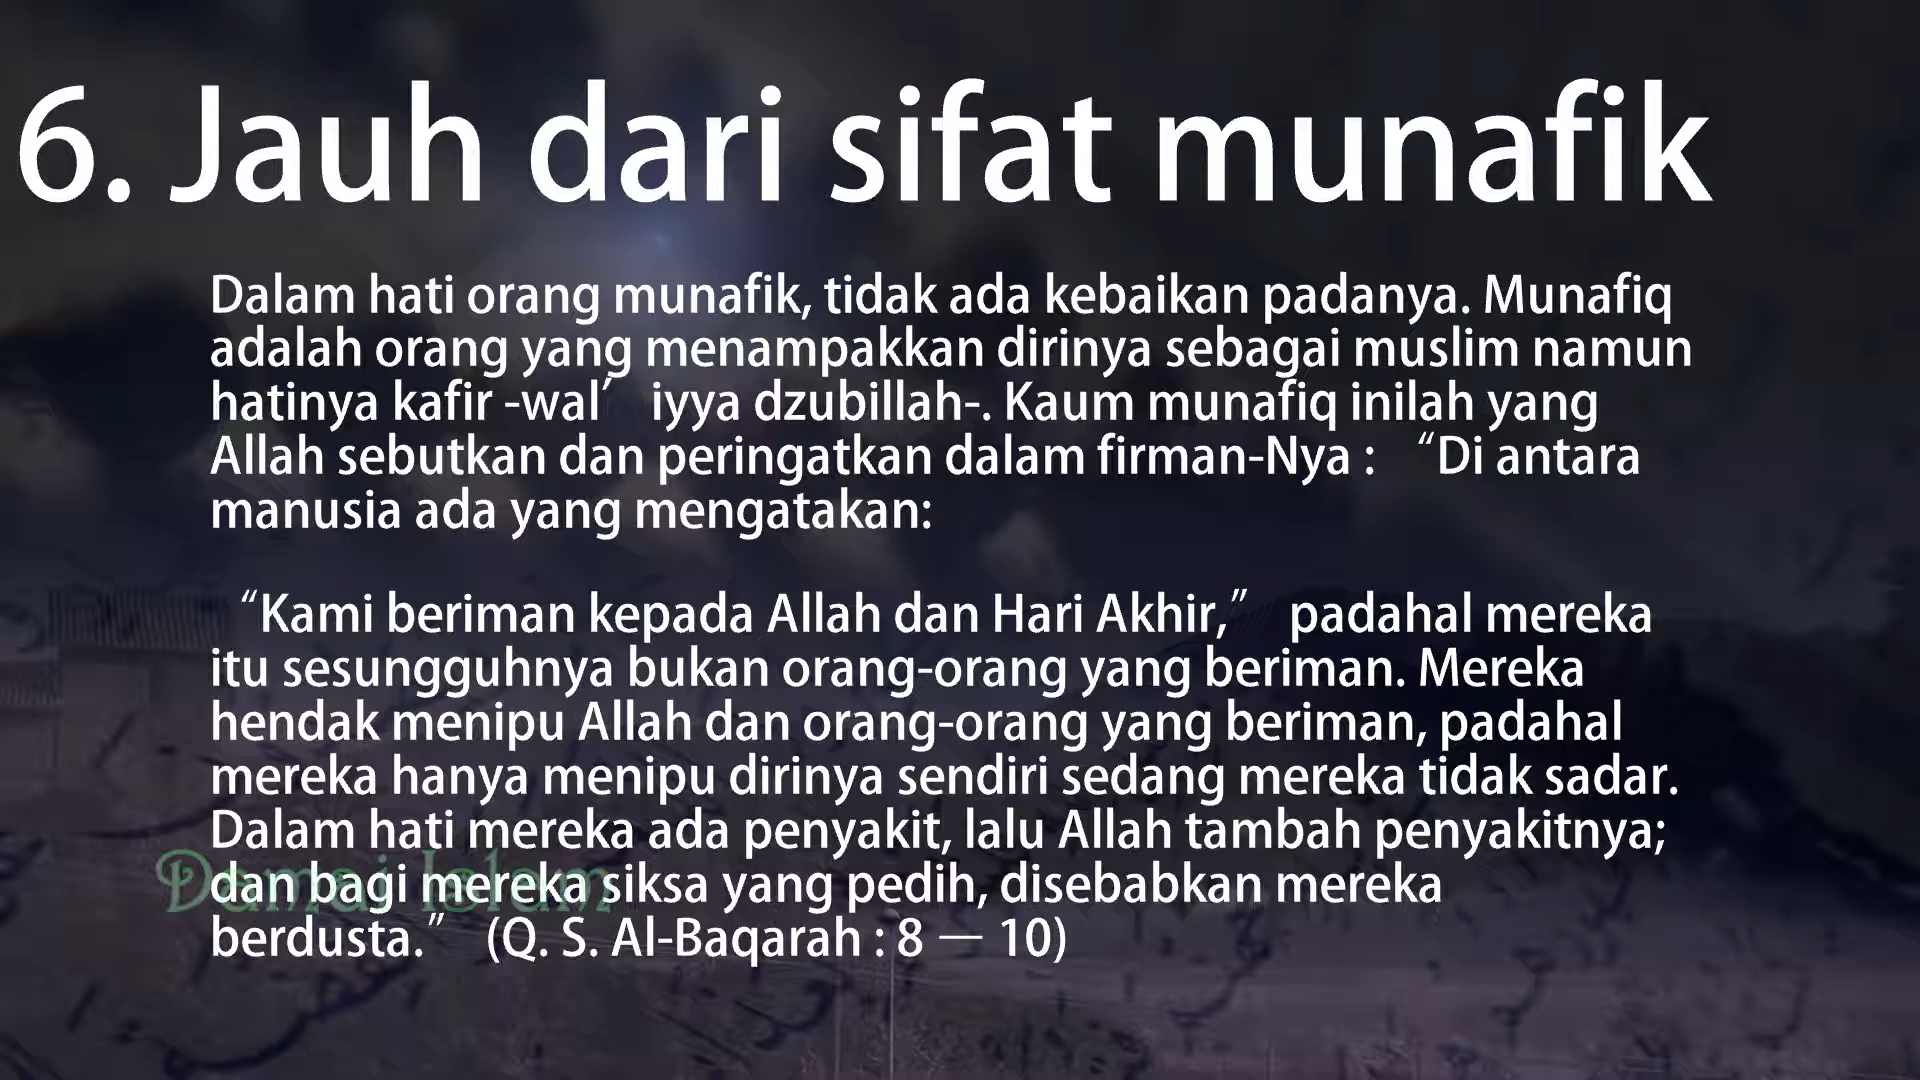 6. Jauh dari sifat munafik
Dalam hati orang munafik, tidak ada kebaikan padanya. Munafiq
adalah orang yang menampakkan dirinya sebagai muslim namun
hatinya kafir -wal′ iyya dzubillah-. Kaum munafiq inilah yang
Allah sebutkan dan peringatkan dalam firman-Nya : “Di antara
manusia ada yang mengatakan:
“Kami beriman kepada Allah dan Hari Akhir,” padahal mereka
itu sesungguhnya bukan orang-orang yang beriman. Mereka
hendak menipu Allah dan orang-orang yang beriman, padahal
mereka hanya menipu dirinya sendiri sedang mereka tidak sadar.
Dalam hati mereka ada penyakit, lalu Allah tambah penyakitnya;
dan bagi mereka siksa yang pedih, disebabkan mereka
berdusta.” (Q. S. Al-Baqarah : 8 — 10)
Damai Islam